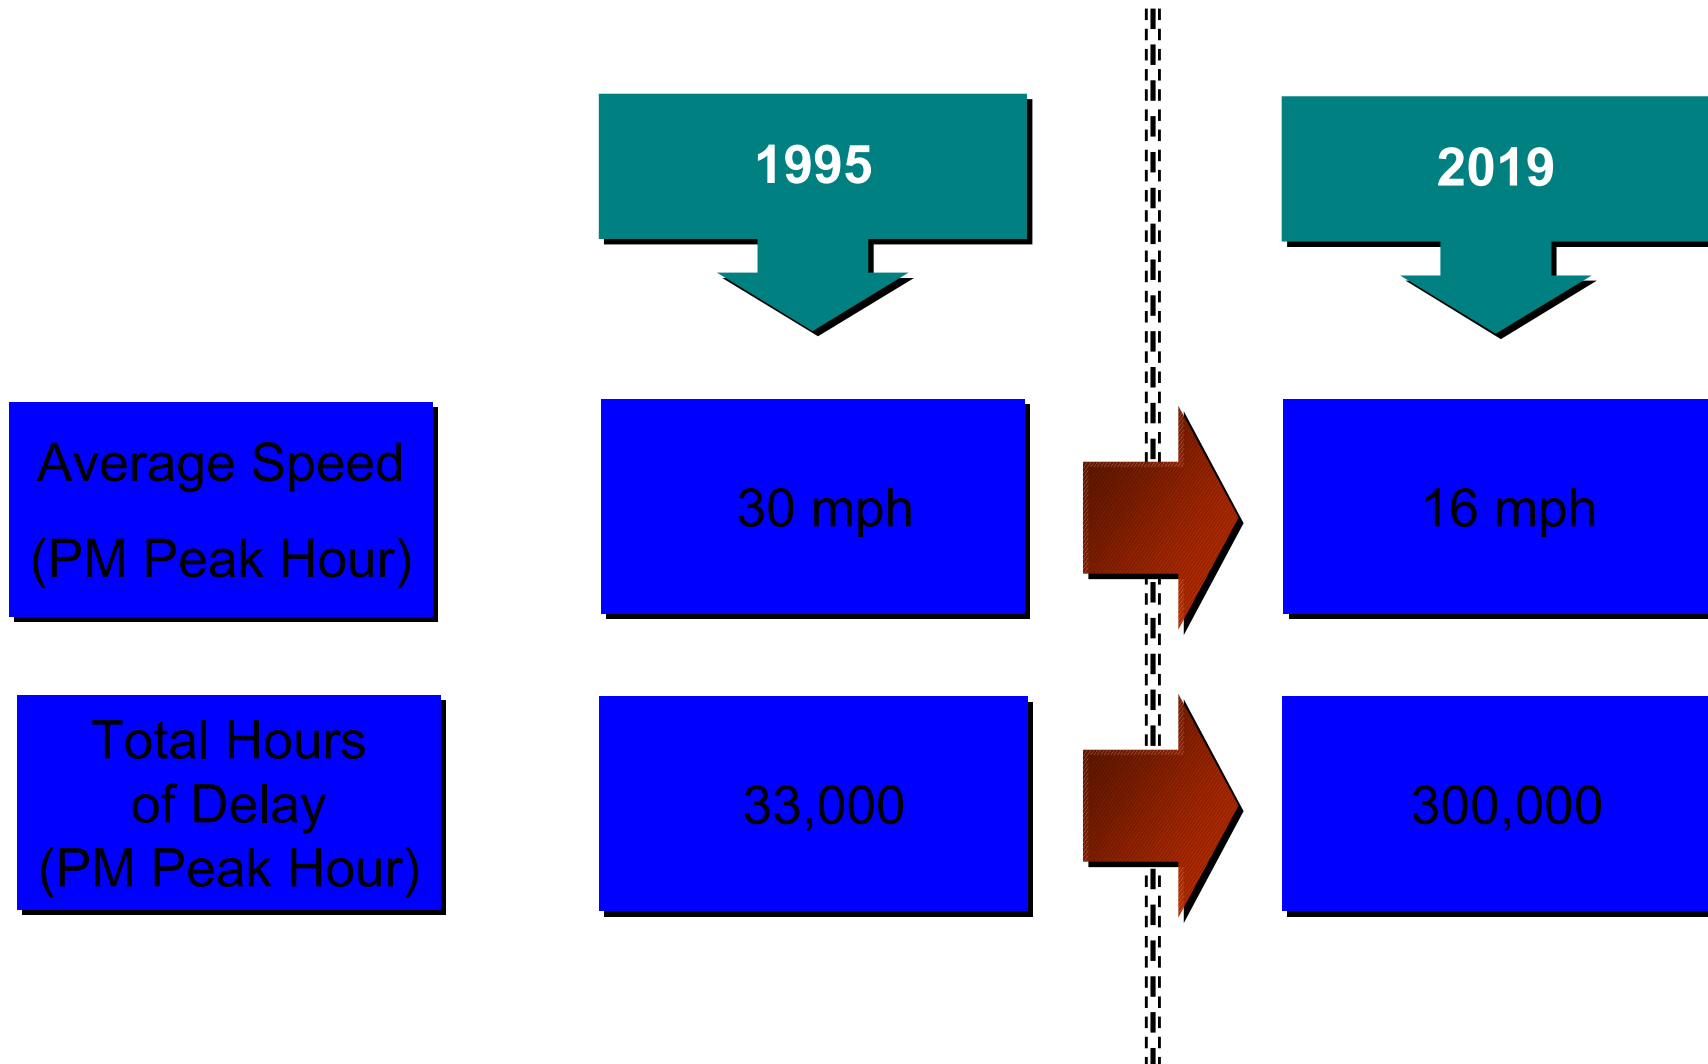 1995
2019
Average Speed
(PM Peak Hour)
30 mph
16 mph
Total Hours
of Delay
(PM Peak Hour)
33,000
300,000